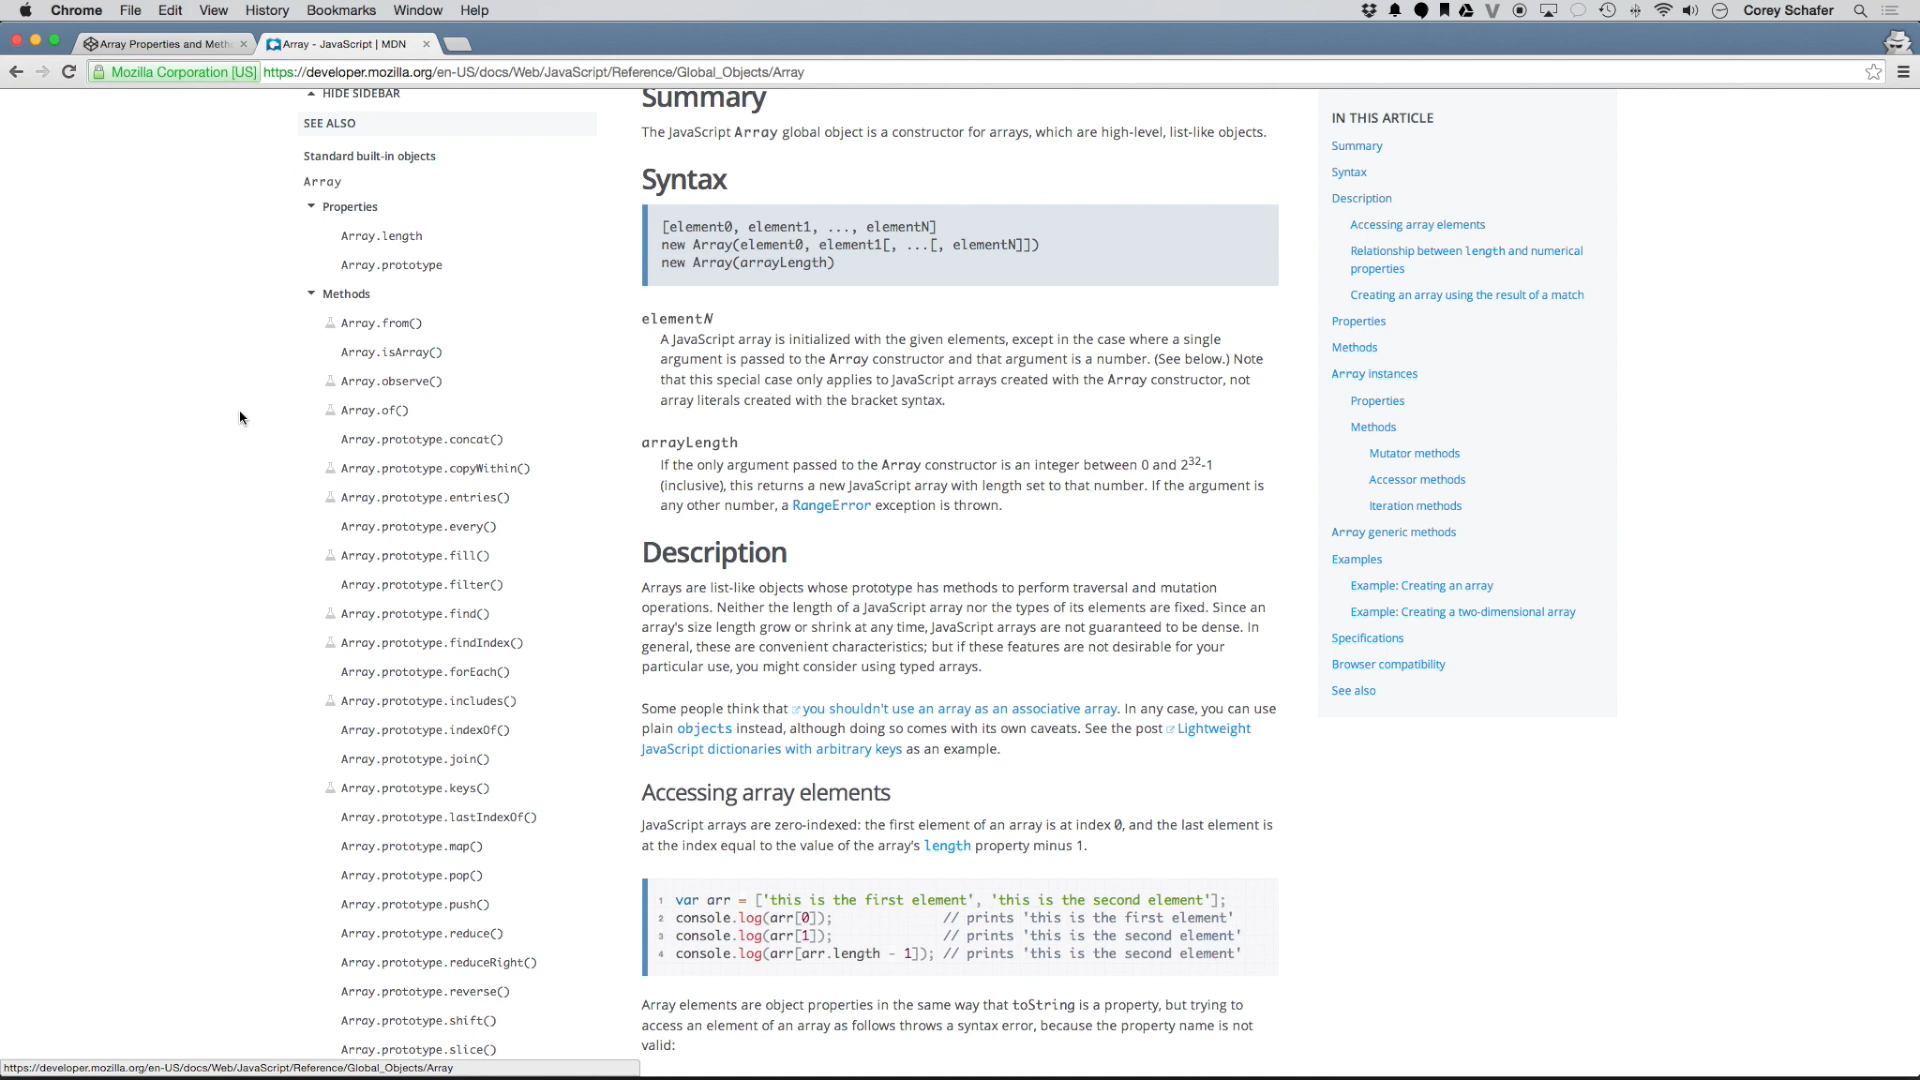 Chrome File Edit View History Bookmarks Window Help Corey Schafer
Array Properties and Meth Array - JavaScript | MDN
Mozilla Corporation [US] https://developer.mozilla.org/en-US/docs/Web/JavaScript/Reference/Global_Objects/Array
HIDE SIDEBAR
SEE ALSO
Standard built-in objects
Array
Properties
Array.length
Array.prototype
Methods
Array.from()
Array.isArray()
Array.observe()
Array.of()
Array.prototype.concat()
Array.prototype.copyWithin()
Array.prototype.entries()
Array.prototype.every()
Array.prototype.fill()
Array.prototype.filter()
Array.prototype.find()
Array.prototype.findIndex()
Array.prototype.forEach()
Array.prototype.includes()
Array.prototype.indexOf()
Array.prototype.join()
Array.prototype.keys()
Array.prototype.lastIndexOf()
Array.prototype.map()
Array.prototype.pop()
Array.prototype.push()
Array.prototype.reduce()
Array.prototype.reduceRight()
Array.prototype.reverse()
Array.prototype.shift()
Array.prototype.slice()
Summary
The JavaScript Array global object is a constructor for arrays, which are high-level, list-like objects.
Syntax
[element0, element1, ..., elementN]
new Array(element0, element1[, ...[, elementN]])
new Array(arrayLength)
elementN
A JavaScript array is initialized with the given elements, except in the case where a single
argument is passed to the Array constructor and that argument is a number. (See below.) Note
that this special case only applies to JavaScript arrays created with the Array constructor, not
array literals created with the bracket syntax.
arrayLength
If the only argument passed to the Array constructor is an integer between 0 and 2³²-1
(inclusive), this returns a new JavaScript array with length set to that number. If the argument is
any other number, a RangeError exception is thrown.
Description
Arrays are list-like objects whose prototype has methods to perform traversal and mutation
operations. Neither the length of a JavaScript array nor the types of its elements are fixed. Since an
array's size length grow or shrink at any time, JavaScript arrays are not guaranteed to be dense. In
general, these are convenient characteristics; but if these features are not desirable for your
particular use, you might consider using typed arrays.
Some people think that you shouldn't use an array as an associative array. In any case, you can use
plain objects instead, although doing so comes with its own caveats. See the post Lightweight
JavaScript dictionaries with arbitrary keys as an example.
Accessing array elements
JavaScript arrays are zero-indexed: the first element of an array is at index 0, and the last element is
at the index equal to the value of the array's length property minus 1.
1 var arr = ['this is the first element', 'this is the second element'];
2 console.log(arr[0]); // prints 'this is the first element'
3 console.log(arr[1]); // prints 'this is the second element'
4 console.log(arr[arr.length - 1]); // prints 'this is the second element'
Array elements are object properties in the same way that toString is a property, but trying to
access an element of an array as follows throws a syntax error, because the property name is not
valid:
IN THIS ARTICLE
Summary
Syntax
Description
Accessing array elements
Relationship between length and numerical
properties
Creating an array using the result of a match
Properties
Methods
Array instances
Properties
Methods
Mutator methods
Accessor methods
Iteration methods
Array generic methods
Examples
Example: Creating an array
Example: Creating a two-dimensional array
Specifications
Browser compatibility
See also
https://developer.mozilla.org/en-US/docs/Web/JavaScript/Reference/Global_Objects/Array